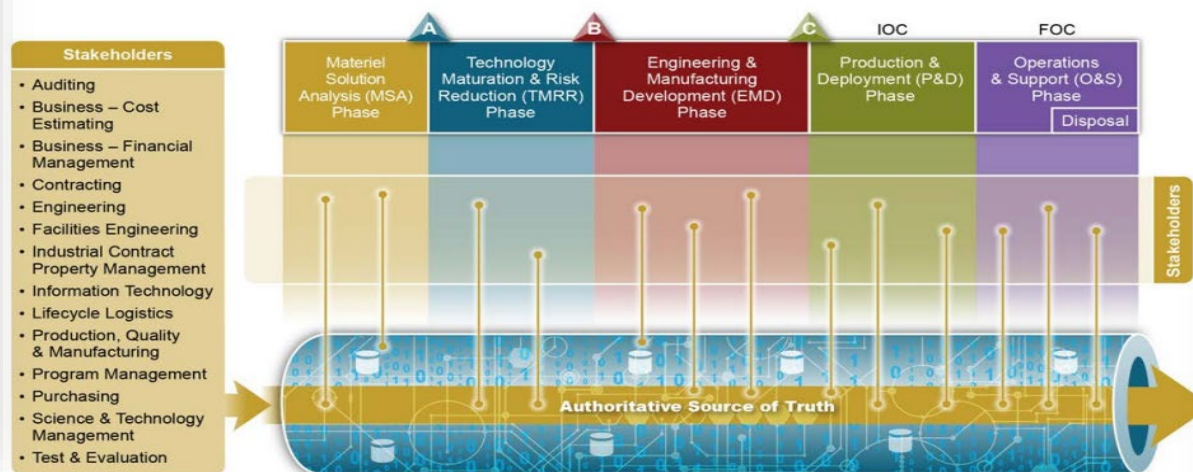 Stakeholders
• Auditing
• Business – Cost
Estimating
• Business – Financial
Management
• Contracting
• Engineering
• Facilities Engineering
• Industrial Contract
Property Management
• Information Technology
• Lifecycle Logistics
• Production, Quality
& Manufacturing
• Program Management
• Purchasing
• Science & Technology
Management
• Test & Evaluation
A
B
C
IOC
FOC
Materiel
Solution
Analysis (MSA)
Phase
Technology
Maturation & Risk
Reduction (TMRR)
Phase
Engineering &
Manufacturing
Development (EMD)
Phase
Production &
Deployment (P&D)
Phase
Operations
& Support (O&S)
Phase
Disposal
Stakeholders
Authoritative Source of Truth